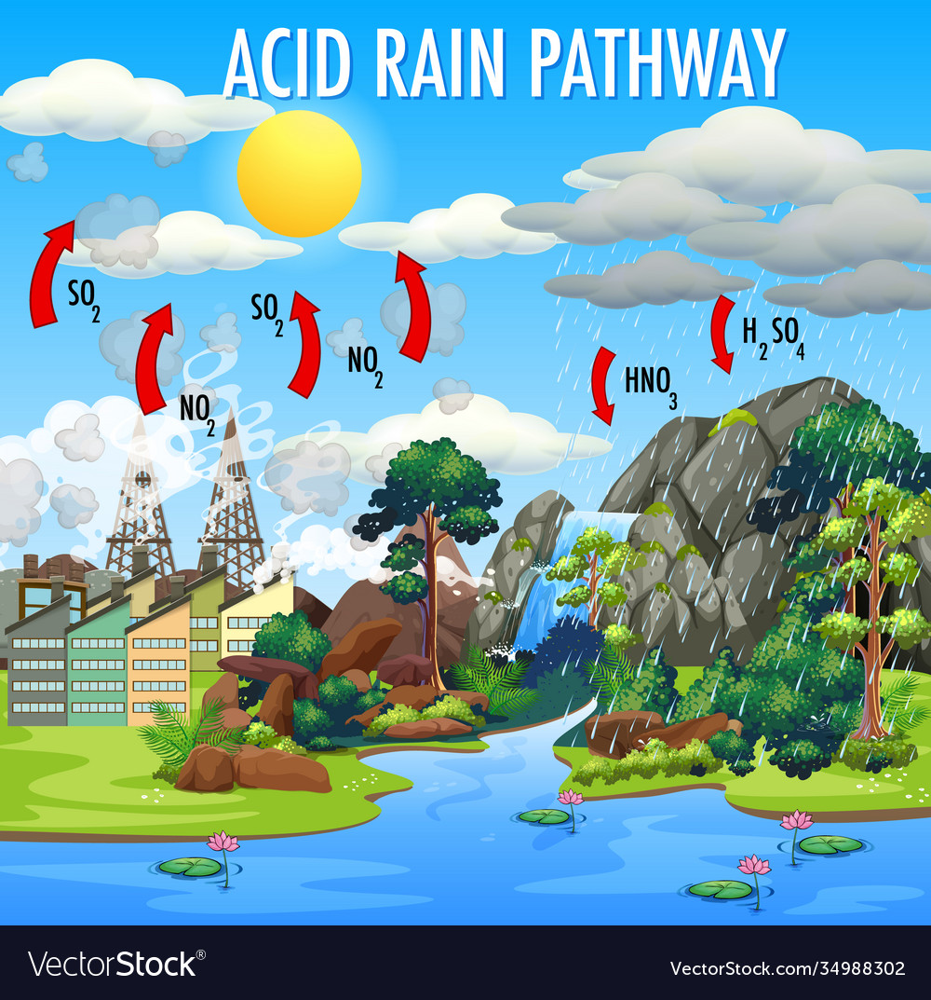 ACID RAIN PATHWAY
SO₂
SO₂
NO₂
NO₂
H₂SO₄
HNO₃
VectorStock®
VectorStock.com/34988302